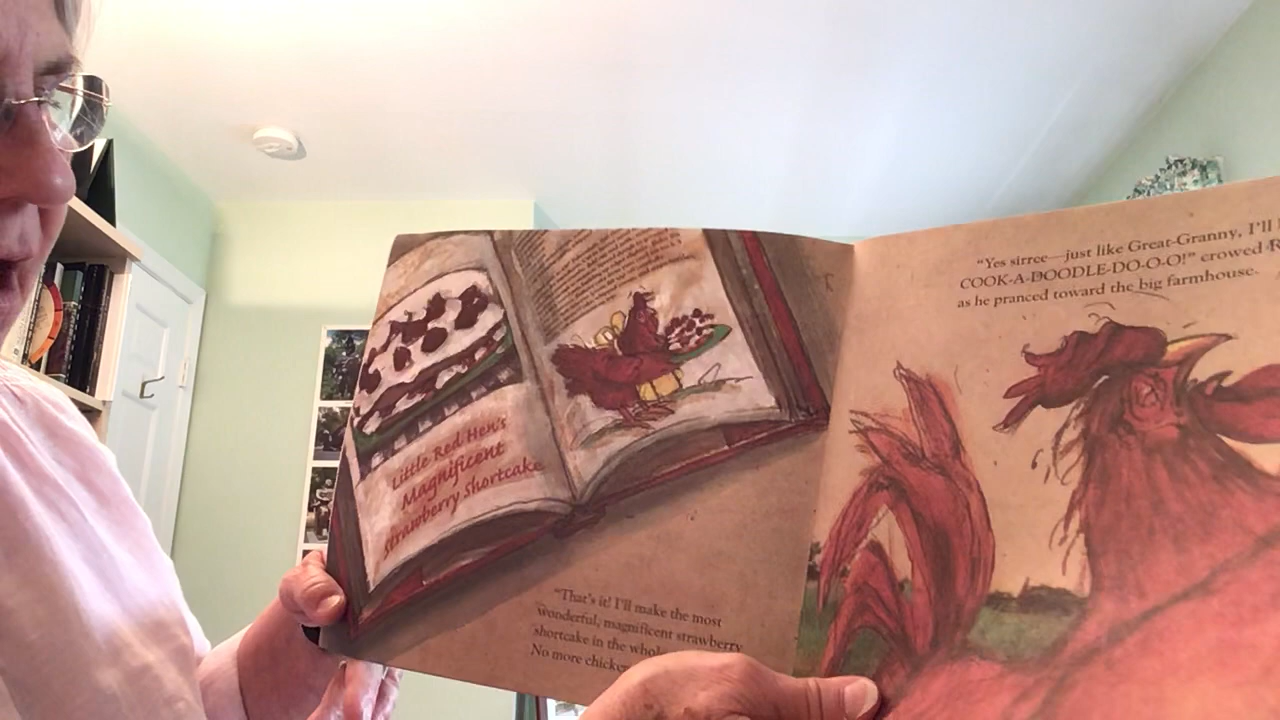 Little Red Hen's
Magnificent
Strawberry Shortcake
"That's it! I'll make the most
wonderful, magnificent strawberry
shortcake in the
No more
"Yes sirree—just like Great-Granny, I'll
COOK-A-DOODLE-DO-O-O!" crowed
as he pranced toward the big farmhouse.